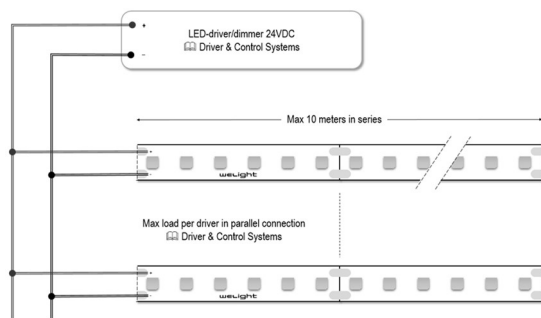 +
LED-driver/dimmer 24VDC
Driver & Control Systems
-
Max 10 meters in series
+
-
weLight
Max load per driver in parallel connection
Driver & Control Systems
+
-
weLight